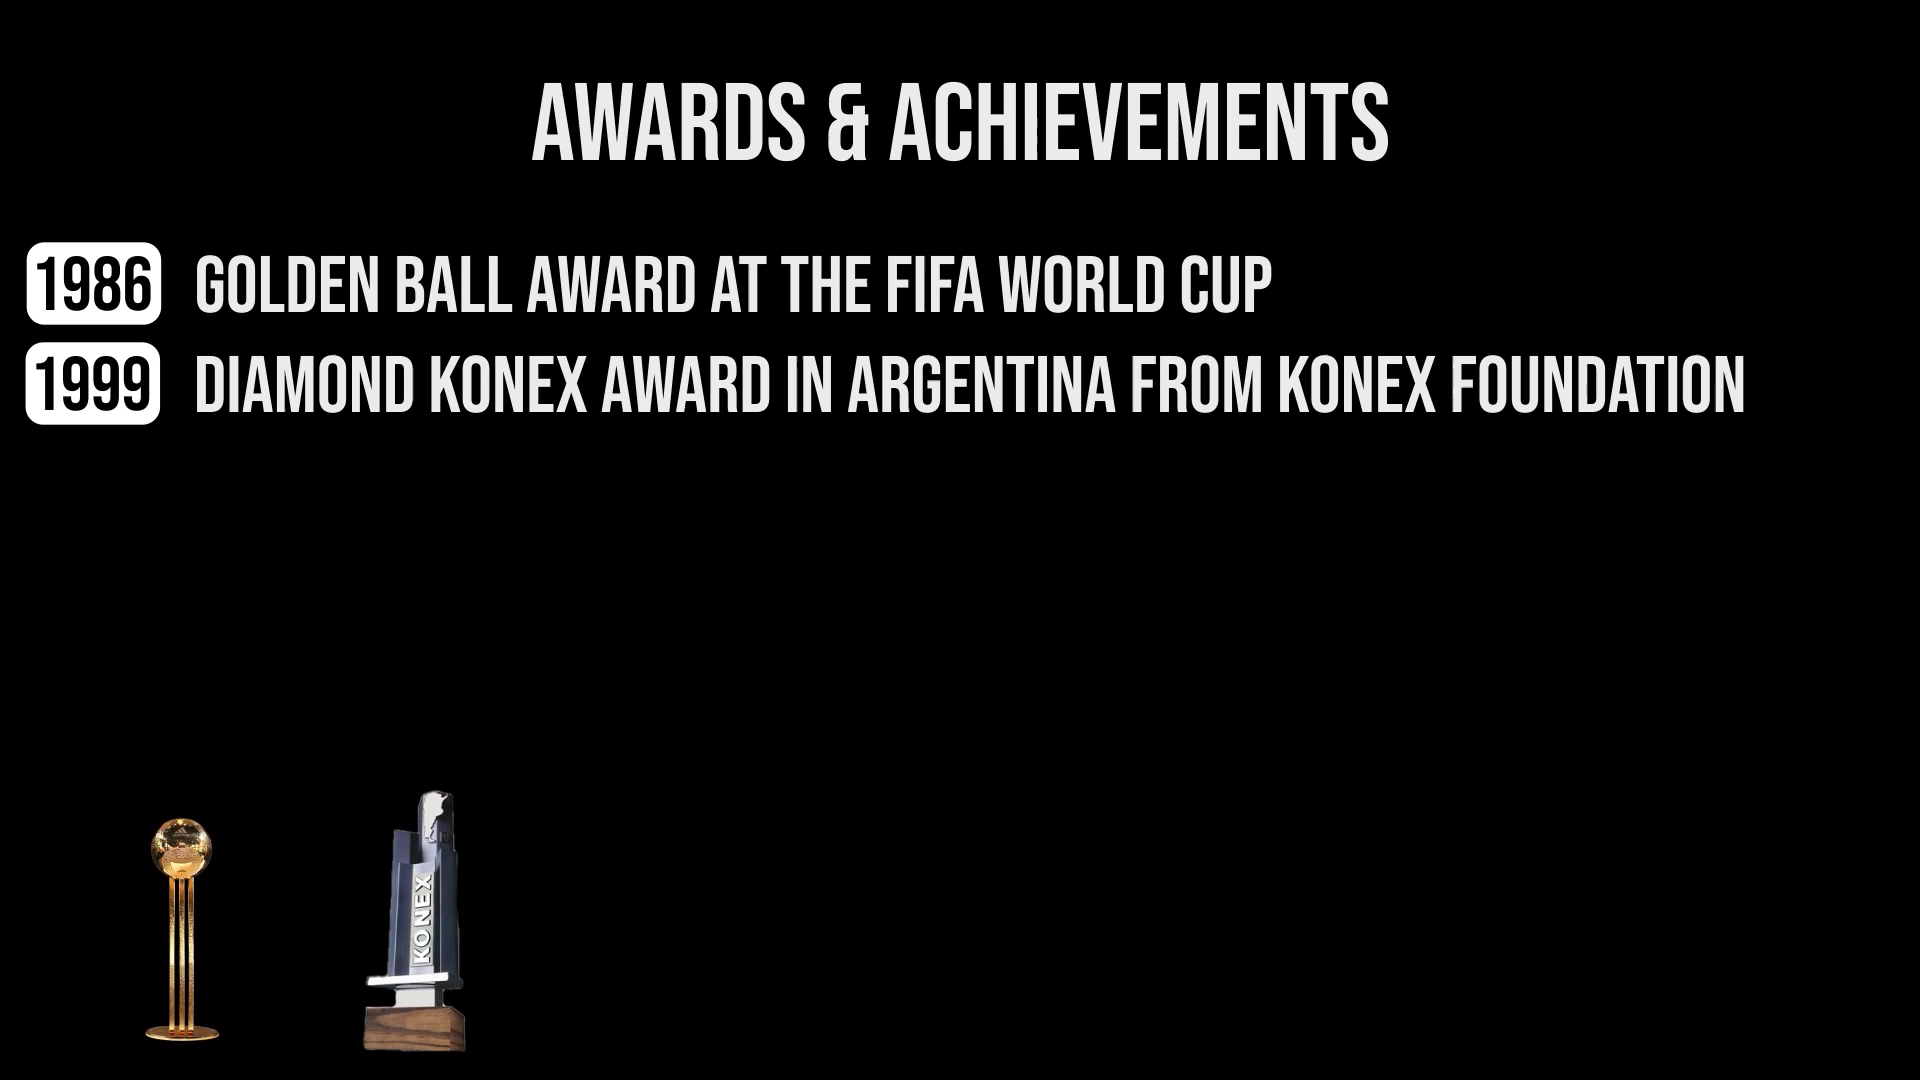 AWARDS & ACHIEVEMENTS
1986 GOLDEN BALL AWARD AT THE FIFA WORLD CUP
1999 DIAMOND KONEX AWARD IN ARGENTINA FROM KONEX FOUNDATION
KONEX